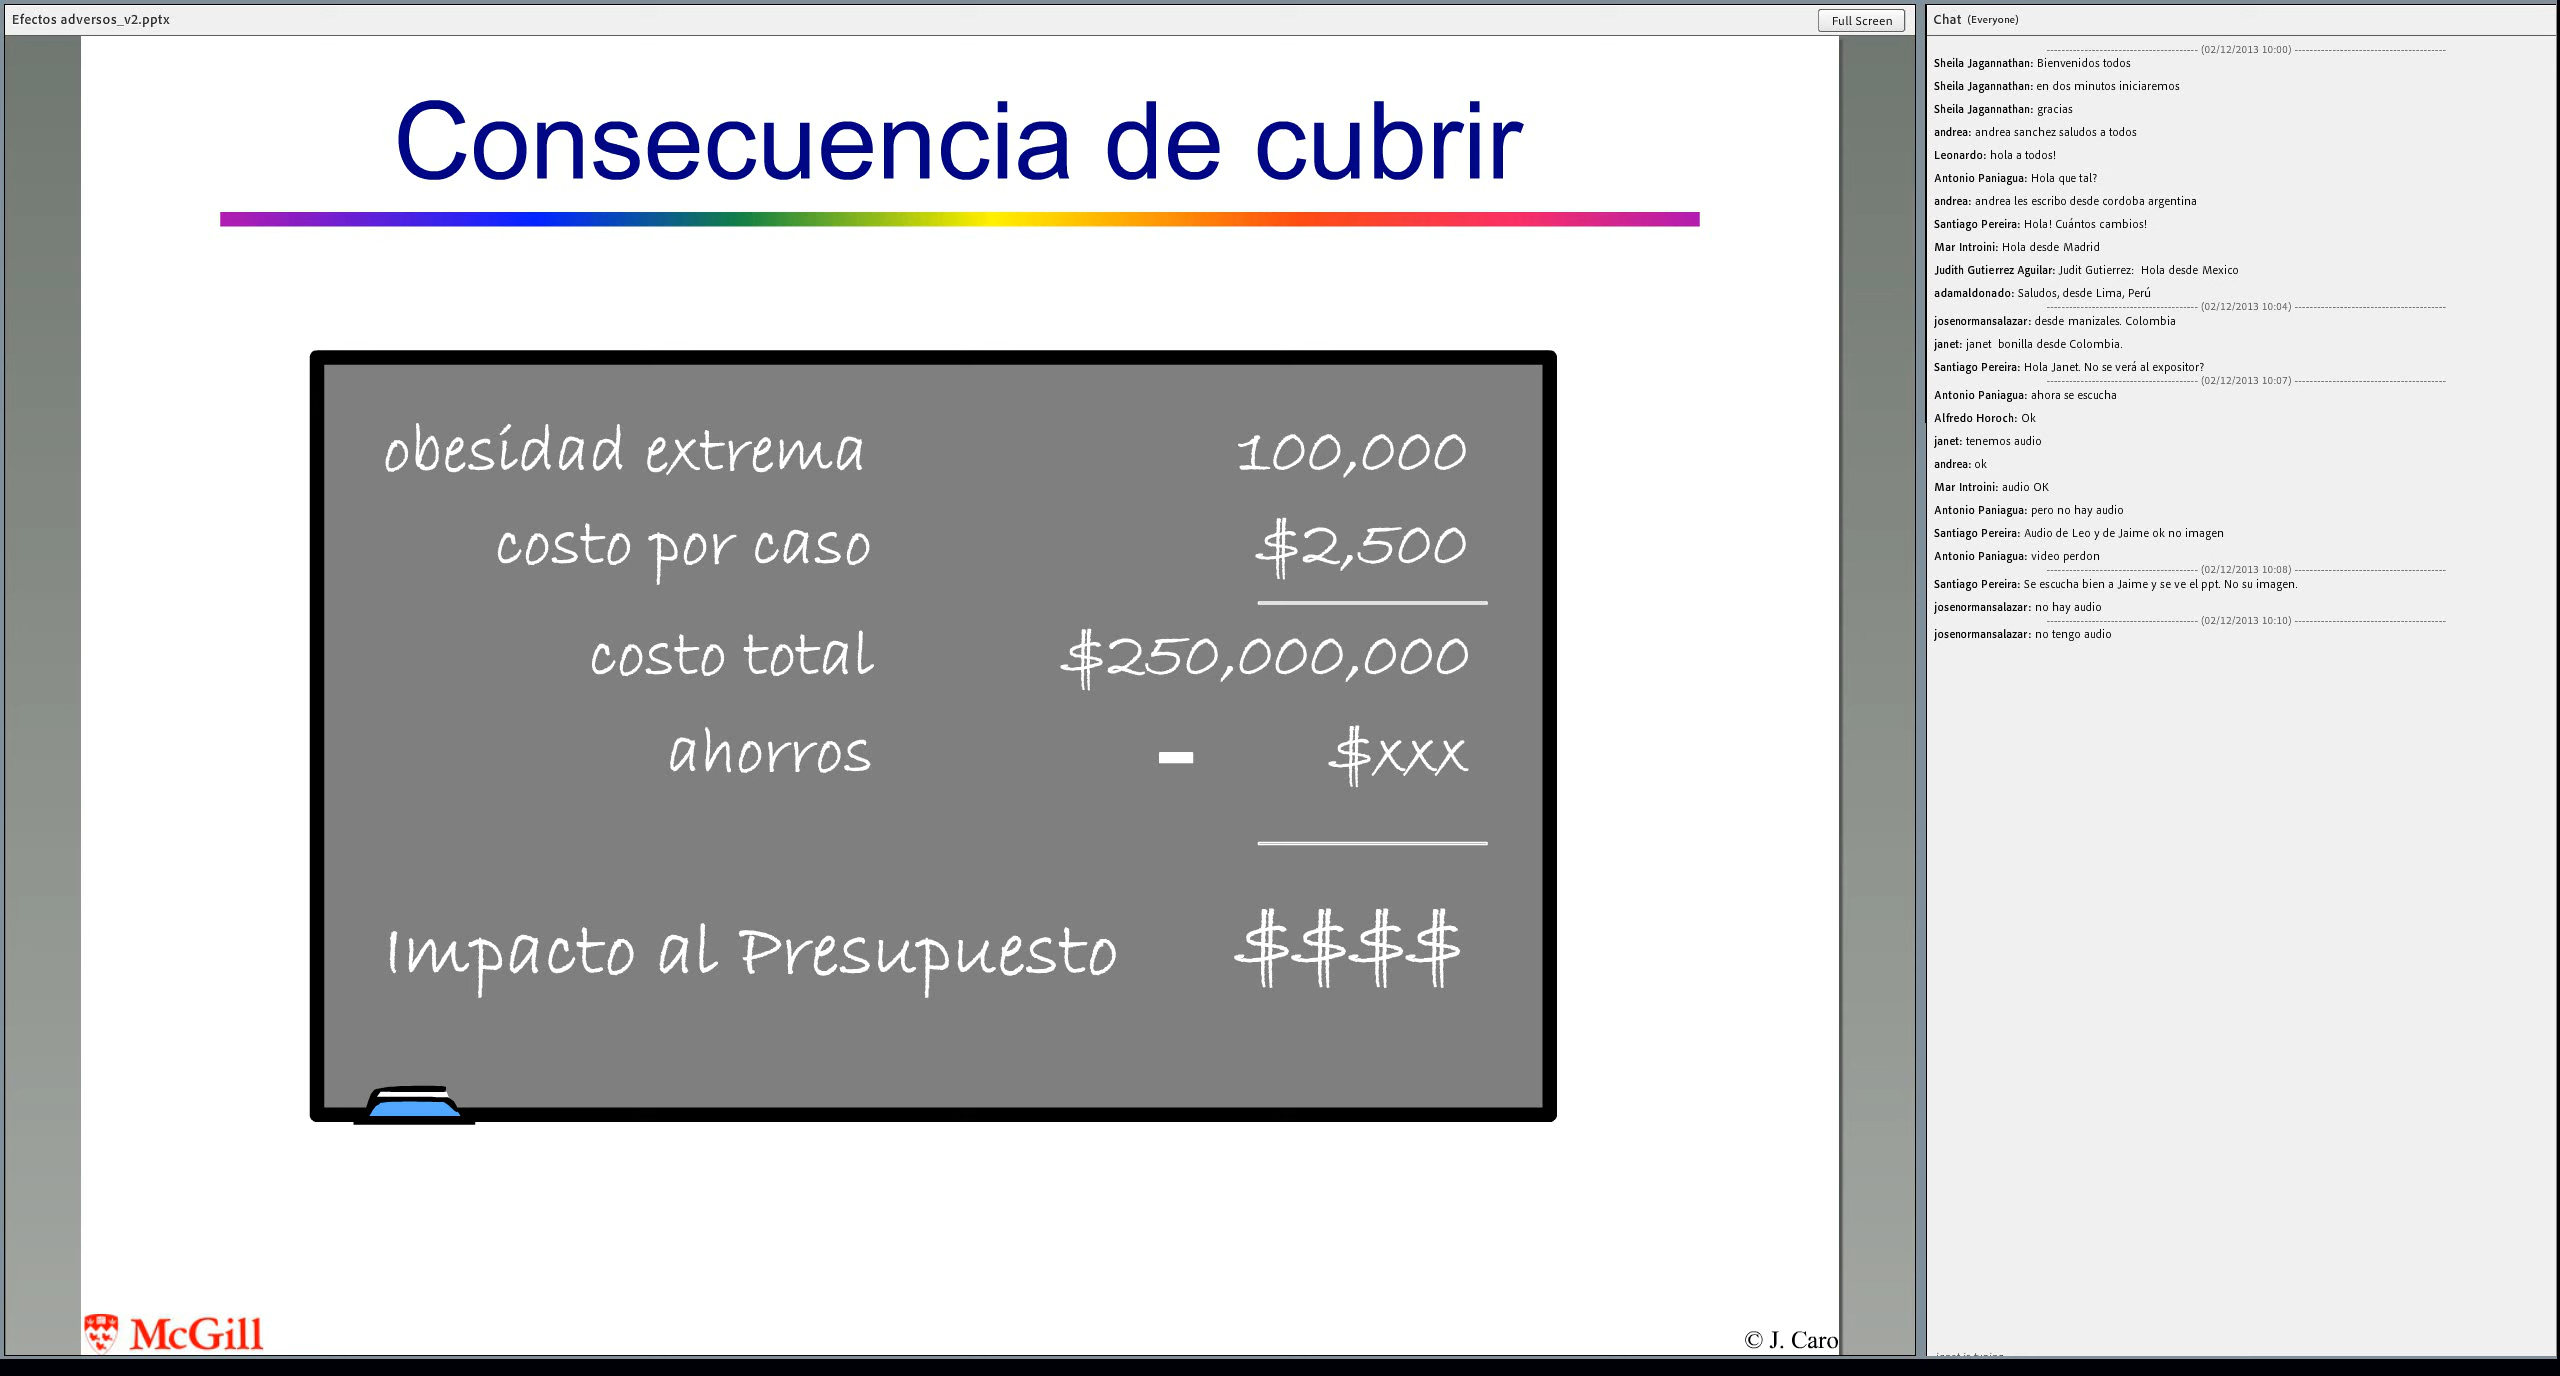 Efectos adversos_v2.pptx
Full Screen
Consecuencia de cubrir
obesidad extrema 100,000
costo por caso $2,500
costo total $250,000,000
ahorros - $xxx
Impacto al Presupuesto $$$$
McGill
© J. Caro
Chat (Everyone)
(02/12/2013 10:00)
Sheila Jagannathan: Bienvenidos todos
Sheila Jagannathan: en dos minutos iniciaremos
Sheila Jagannathan: gracias
andrea: andrea sanchez saludos a todos
Leonardo: hola a todos!
Antonio Paniagua: Hola que tal?
andrea: andrea les escribo desde cordoba argentina
Santiago Pereira: Hola! Cuántos cambios!
Mar Introini: Hola desde Madrid
Judith Gutierrez Aguilar: Judit Gutierrez: Hola desde Mexico
adamaldonado: Saludos, desde Lima, Perú
(02/12/2013 10:04)
josenormansalazar: desde manizales. Colombia
janet: janet bonilla desde Colombia.
Santiago Pereira: Hola Janet. No se verá al expositor?
(02/12/2013 10:07)
Antonio Paniagua: ahora se escucha
Alfredo Horoch: Ok
janet: tenemos audio
andrea: ok
Mar Introini: audio OK
Antonio Paniagua: pero no hay audio
Santiago Pereira: Audio de Leo y de Jaime ok no imagen
Antonio Paniagua: video perdon
(02/12/2013 10:08)
Santiago Pereira: Se escucha bien a Jaime y se ve el ppt. No su imagen.
josenormansalazar: no hay audio
(02/12/2013 10:10)
josenormansalazar: no tengo audio